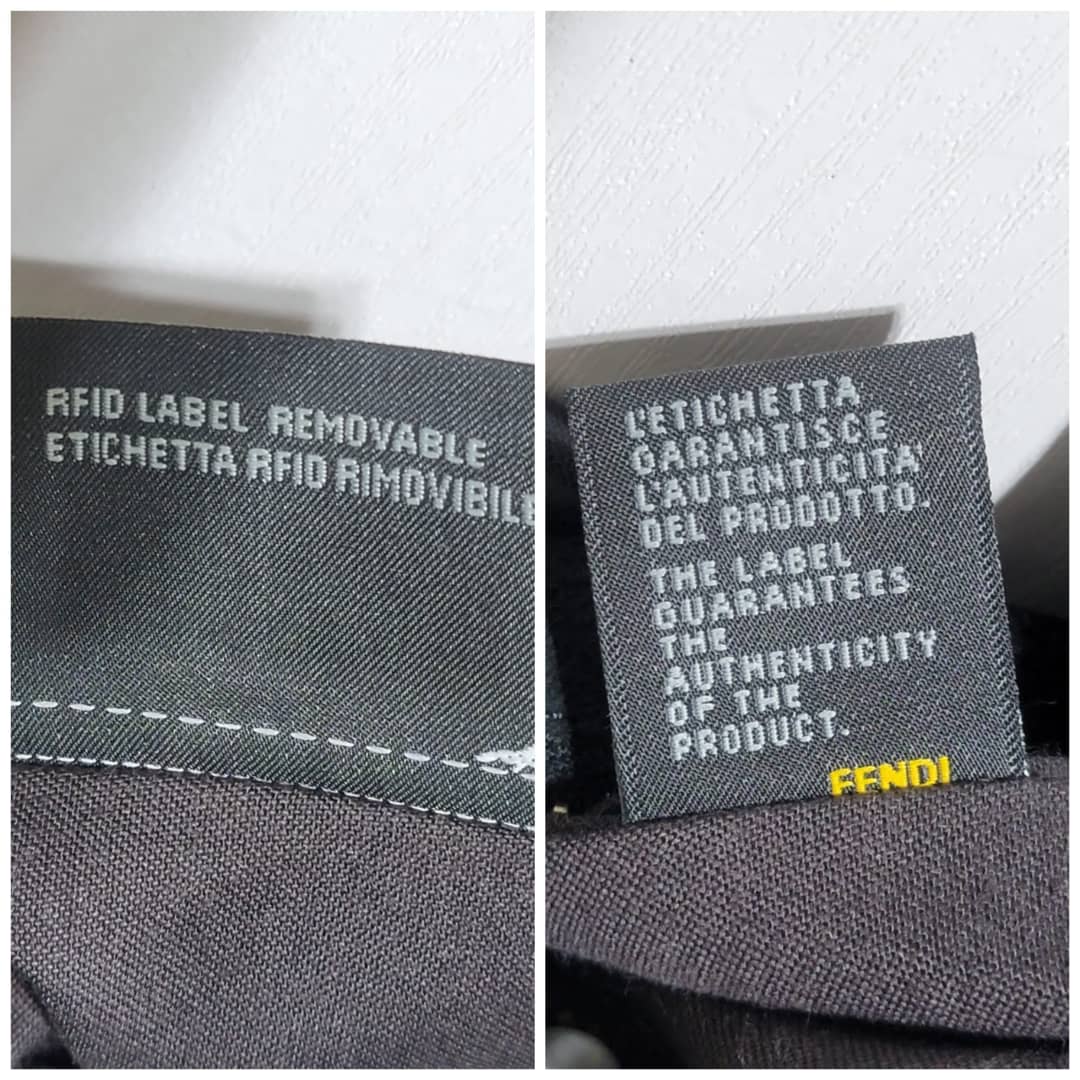 RFID LABEL REMOVABLE
ETICHETTA RFID RIMOVIBILE
L'ETICHETTA
GARANTISCE
L'AUTENTICITA'
DEL PRODOTTO.
THE LABEL
GUARANTEES
THE
AUTHENTICITY
OF THE
PRODUCT.
FENDI